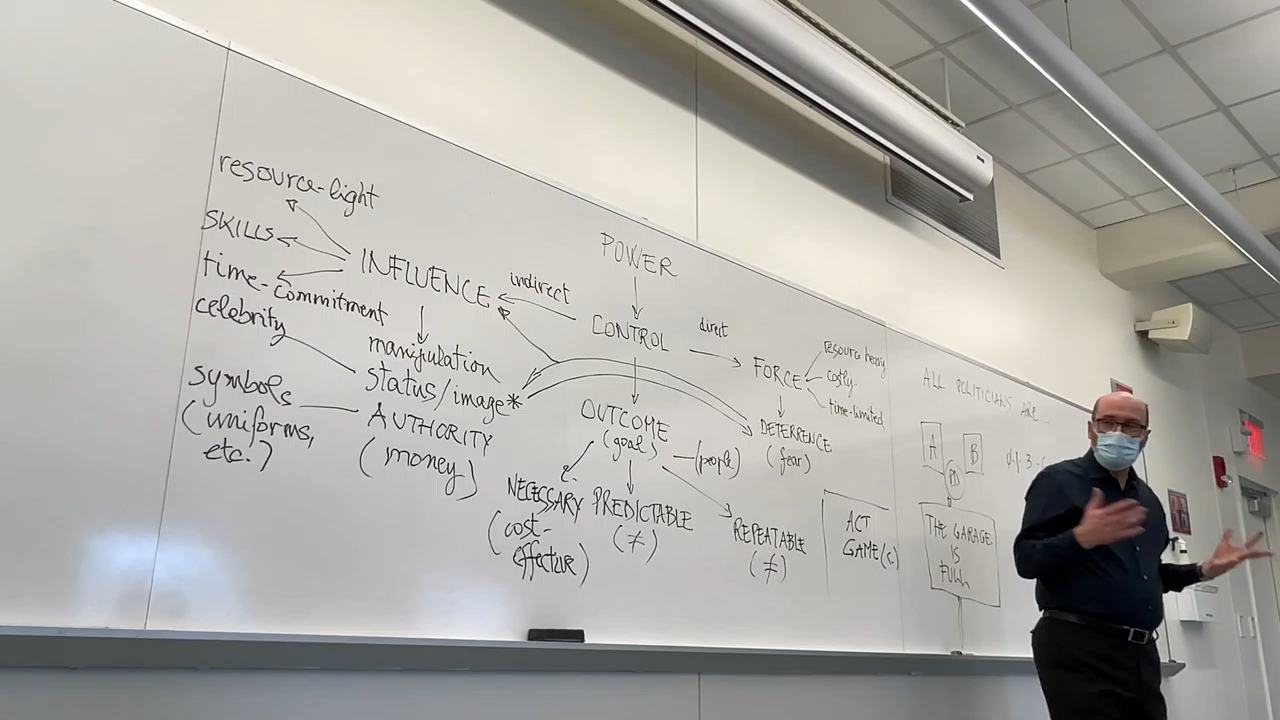 resource-light
SKILLS
time-commitment
celebrity
symbols
(uniforms,
etc.)
INFLUENCE
manipulation
status/image*
AUTHORITY
(money)
indirect
POWER
CONTROL
direct
FORCE
resource heavy
costly
time-limited
DETERRENCE
(fear)
OUTCOME
(goal)
(people)
NECESSARY
(cost-
effective)
PREDICTABLE
(≠)
REPEATABLE
(≠)
ACT
GAME(S)
ALL POLITICIANS ARE...
A
B
m
THE GARAGE
IS
FULL